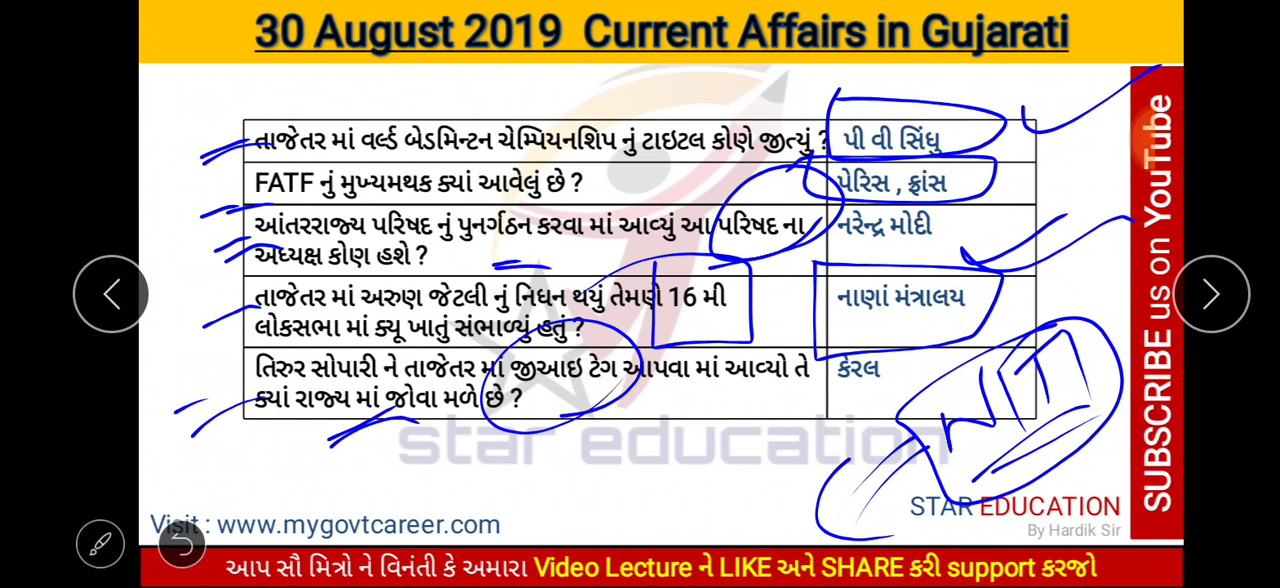 30 August 2019 Current Affairs in Gujarati
તાજેતર માં વર્લ્ડ બેડમિન્ટન ચેમ્પિયનશિપ નું ટાઇટલ કોણે જીત્યું ? પી વી સિંધુ
FATF નું મુખ્યમથક ક્યાં આવેલું છે ? પેરિસ , ફ્રાંસ
આંતરરાજ્ય પરિષદ નું પુનર્ગઠન કરવા માં આવ્યું આ પરિષદ ના નરેન્દ્ર મોદી
અધ્યક્ષ કોણ હશે ?
તાજેતર માં અરુણ જેટલી નું નિધન થયું તેમણે 16 મી નાણાં મંત્રાલય
લોકસભા માં ક્યૂ ખાતું સંભાળ્યું હતું ?
તિરુર સોપારી ને તાજેતર માં જીઆઇ ટેગ આપવા માં આવ્યો તે કેરલ
ક્યાં રાજ્ય માં જોવા મળે છે ?
NITI
star education
STAR EDUCATION
By Hardik Sir
Visit : www.mygovtcareer.com
આપ સૌ મિત્રો ને વિનંતી કે અમારા Video Lecture ને LIKE અને SHARE કરી support કરજો
SUBSCRIBE us on YouTube